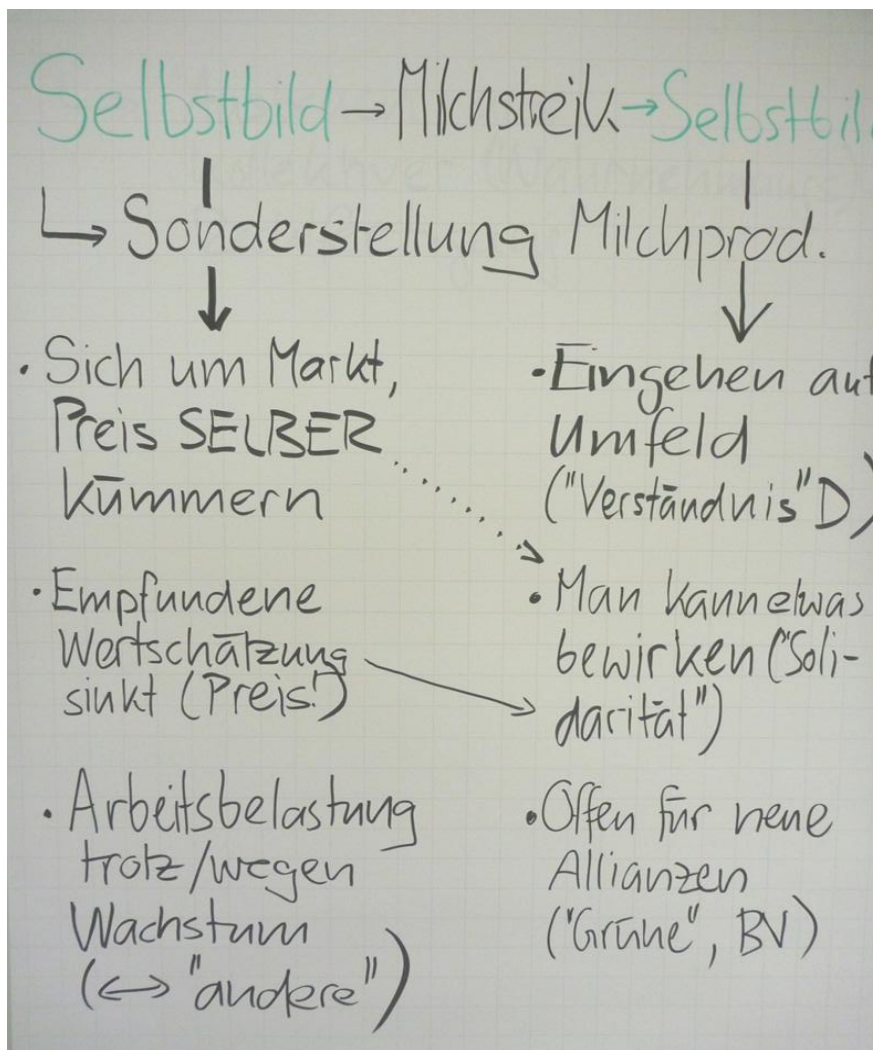 Selbstbild → Milchstreik → Selbstbil
↳ Sonderstellung Milchprod.
· Sich um Markt,
Preis SELBER
kümmern
· Empfundene
Wertschätzung
sinkt (Preis!)
· Arbeitsbelastung
trotz/wegen
Wachstum
(↔ "andere")
· Eingehen auf
Umfeld
("Verständnis" D)
· Man kann etwas
bewirken ("Soli-
darität")
· Offen für neue
Allianzen
("Grüne", BV)